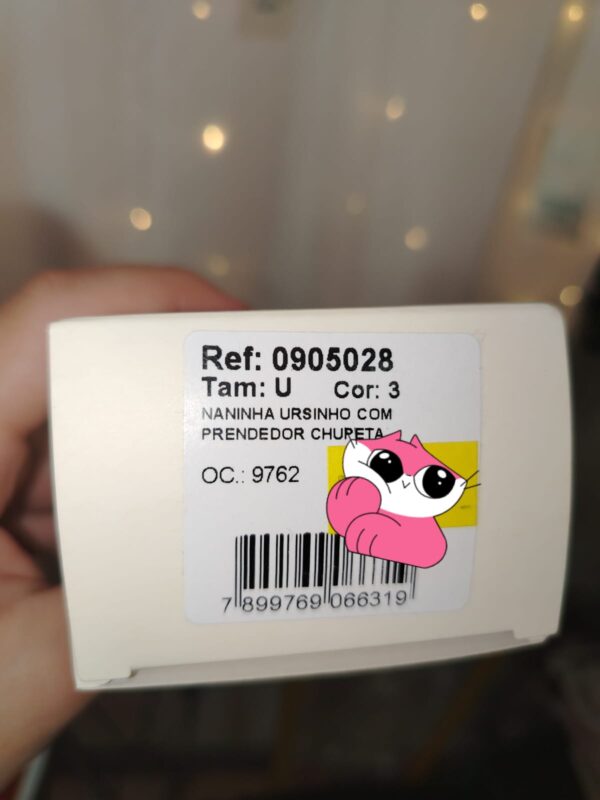 Ref: 0905028
Tam: U Cor: 3
NANINHA URSINHO COM
PRENDEDOR CHUPETA
OC.: 9762
7 899769 066319